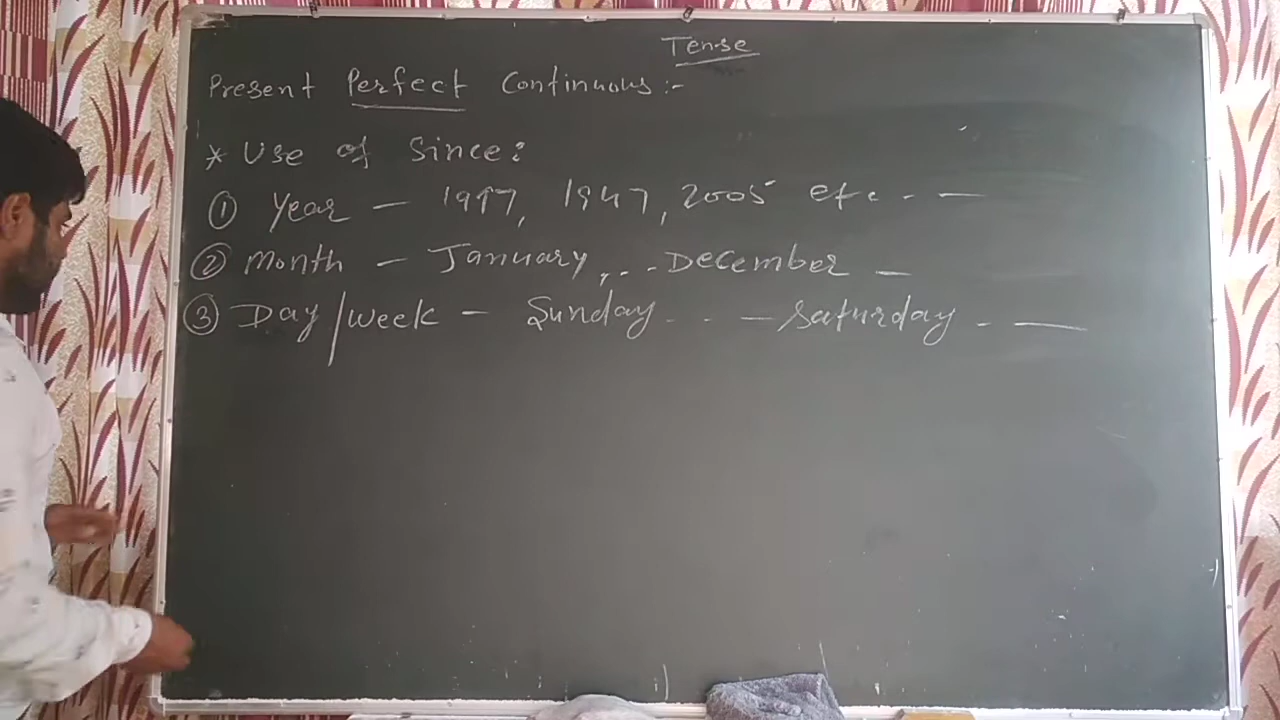 Tense
Present Perfect Continuous :-
* Use of Since:
① Year - 1997, 1947, 2005 etc. - —
② Month - January, .. - December —
③ Day/week - Sunday . . - Saturday - —